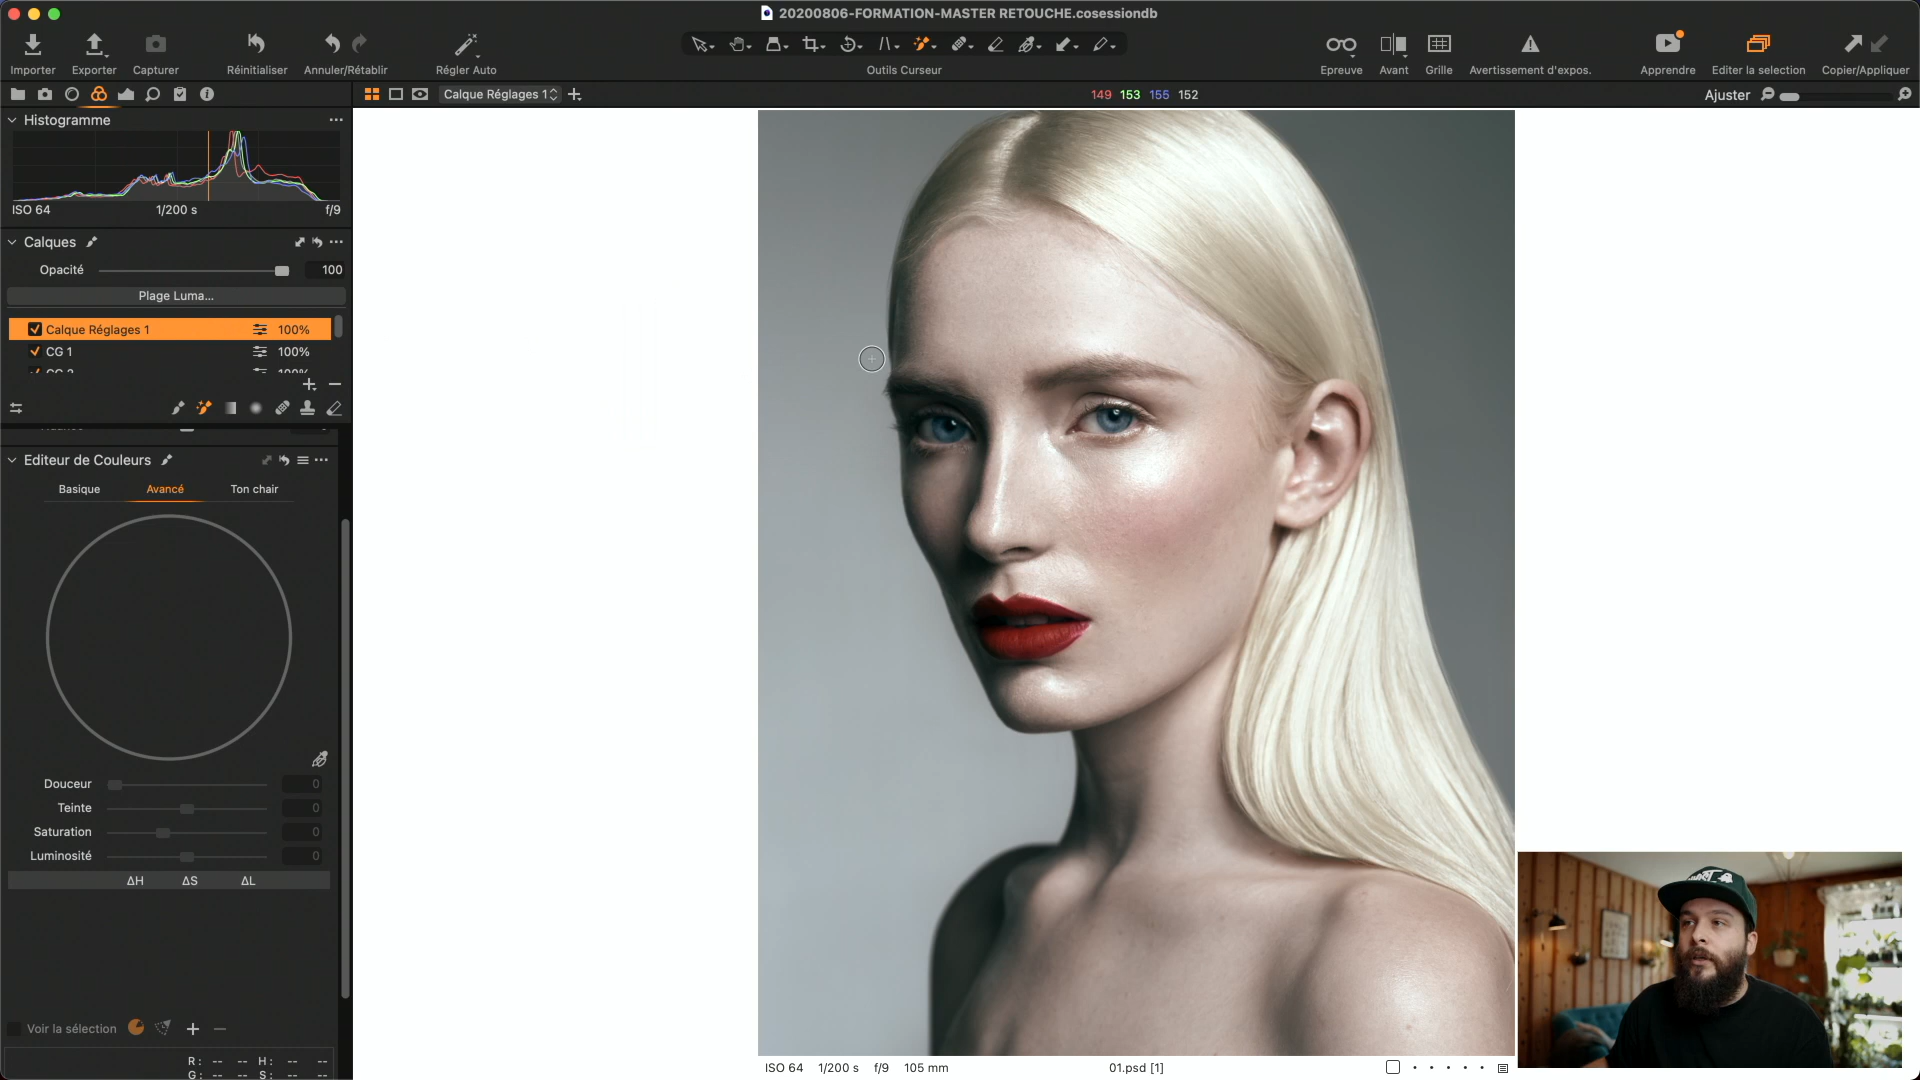 20200806-FORMATION-MASTER RETOUCHE.cosessiondb
Importer Exporter Capturer Réinitialiser Annuler/Rétablir Régler Auto Outils Curseur Epreuve Avant Grille Avertissement d'expos. Apprendre Editer la selection Copier/Appliquer
Calque Réglages 1
149 153 155 152
Ajuster
Histogramme
ISO 64 1/200 s f/9
Calques
Opacité 100
Plage Luma...
Calque Réglages 1 100%
CG 1 100%
Editeur de Couleurs
Basique Avancé Ton chair
Douceur 0
Teinte 0
Saturation 0
Luminosité 0
ΔH ΔS ΔL
Voir la sélection
R: -- -- H: -- --
G: -- -- S: -- --
ISO 64 1/200 s f/9 105 mm 01.psd [1]